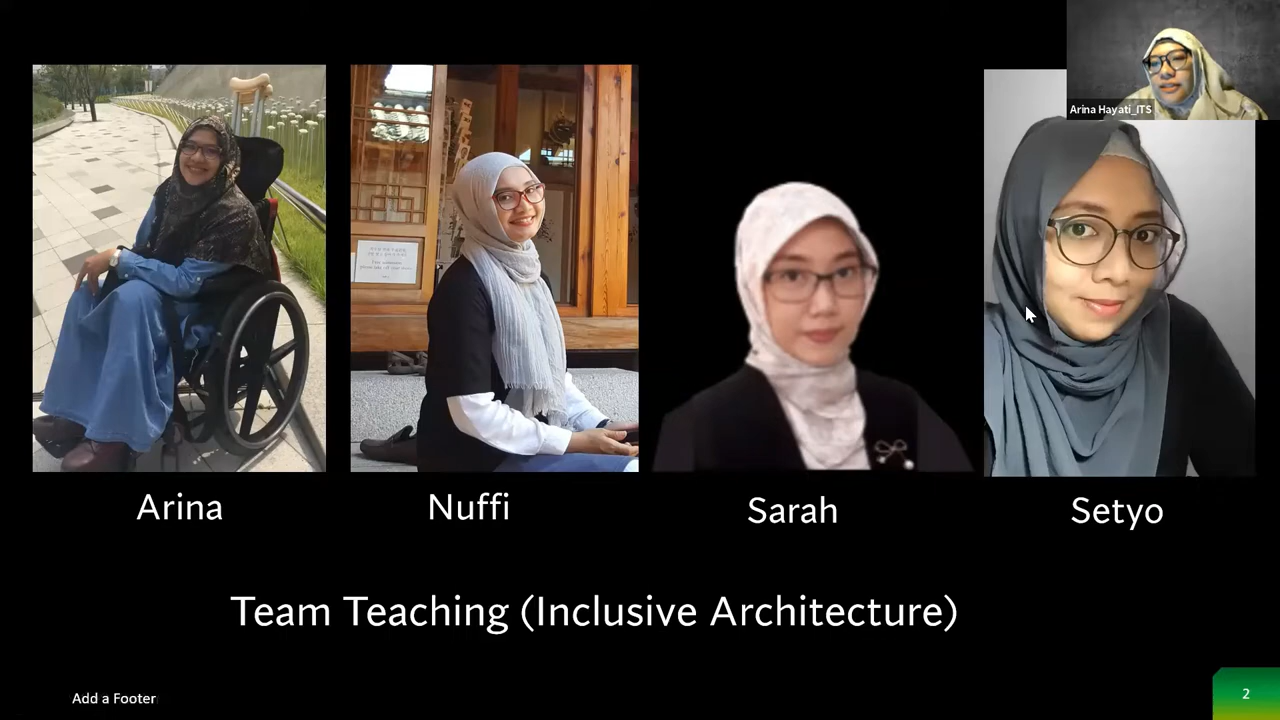 Arina Hayati_ITS
Arina
Nuffi
Sarah
Setyo
Team Teaching (Inclusive Architecture)
Add a Footer
2